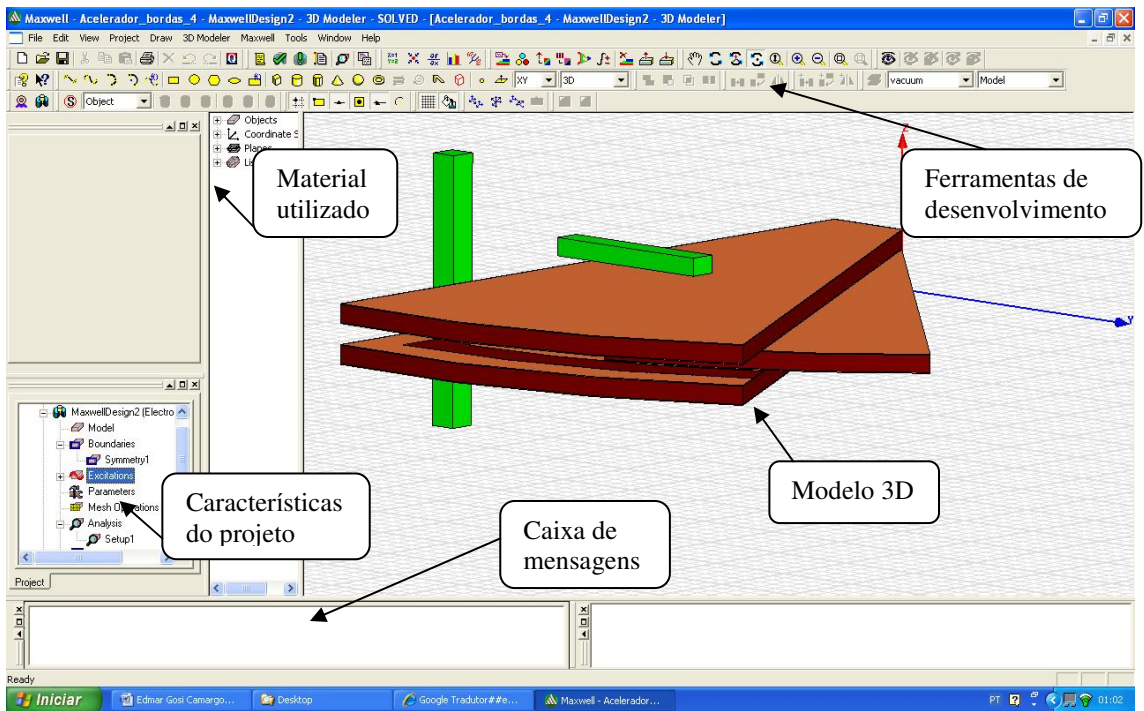 Maxwell - Acelerador_bordas_4 - MaxwellDesign2 - 3D Modeler - SOLVED - [Acelerador_bordas_4 - MaxwellDesign2 - 3D Modeler]
File Edit View Project Draw 3D Modeler Maxwell Tools Window Help
XY 3D vacuum Model
Object
Objects
Coordinate S
Planes
Lis
Material
utilizado
Ferramentas de
desenvolvimento
Z
Y
MaxwellDesign2 (Electro
Model
Boundaries
Symmetry1
Excitations
Parameters
Mesh Operations
Analysis
Setup1
Project
Características
do projeto
Caixa de
mensagens
Modelo 3D
Ready
Iniciar Edmar Gosi Camargo... Desktop Google Tradutor##e... Maxwell - Acelerador... PT 01:02